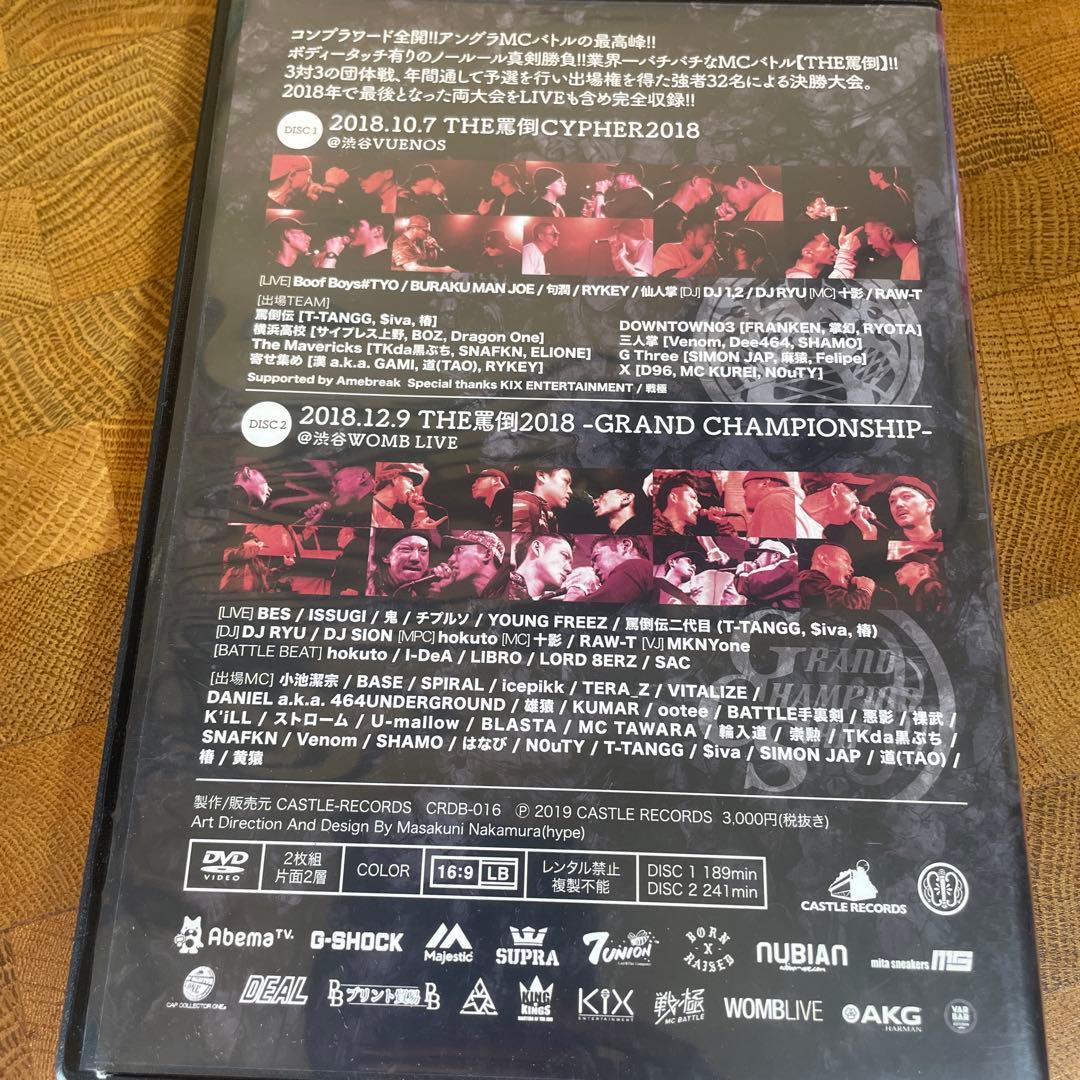 コンプラワード全開!!アングラMCバトルの最高峰!!
ボディータッチ有りのノールール真剣勝負!!業界一バチバチなMCバトル【THE罵倒】!!
3対3の団体戦、年間通して予選を行い出場権を得た強者32名による決勝大会。
2018年で最後となった両大会をLIVEも含め完全収録!!
DISC 1 2018.10.7 THE罵倒CYPHER2018
@渋谷VUENOS
[LIVE] Boof Boys#TYO / BURAKU MAN JOE / 句潤 / RYKEY / 仙人掌 [DJ] DJ 1,2 / DJ RYU [MC] 十影 / RAW-T
[出場TEAM]
罵倒伝 [T-TANGG, $iva, 椿]
横浜高校 [サイプレス上野, BOZ, Dragon One]
The Mavericks [TKda黒ぶち, SNAFKN, ELIONE]
寄せ集め [漢 a.k.a. GAMI, 道(TAO), RYKEY]
DOWNTOWN03 [FRANKEN, 掌幻, RYOTA]
三人掌 [Venom, Dee464, SHAMO]
G Three [SIMON JAP, 麻猿, Felipe]
X [D96, MC KUREI, N0uTY]
Supported by Amebreak Special thanks KIX ENTERTAINMENT / 戦極
DISC 2 2018.12.9 THE罵倒2018 -GRAND CHAMPIONSHIP-
@渋谷WOMB LIVE
[LIVE] BES / ISSUGI / 鬼 / チプルソ / YOUNG FREEZ / 罵倒伝二代目 (T-TANGG, $iva, 椿)
[DJ] DJ RYU / DJ SION [MPC] hokuto [MC] 十影 / RAW-T [VJ] MKNYone
[BATTLE BEAT] hokuto / I-DeA / LIBRO / LORD 8ERZ / SAC
[出場MC] 小池潔宗 / BASE / SPIRAL / icepikk / TERA_Z / VITALIZE /
DANIEL a.k.a. 464UNDERGROUND / 雄猿 / KUMAR / ootee / BATTLE手裏剣 / 悪影 / 裸武 /
K'iLL / ストローム / U-mallow / BLASTA / MC TAWARA / 輪入道 / 崇勲 / TKda黒ぶち /
SNAFKN / Venom / SHAMO / はなび / N0uTY / T-TANGG / $iva / SIMON JAP / 道(TAO) /
椿 / 黄猿
製作/販売元 CASTLE-RECORDS CRDB-016 Ⓟ 2019 CASTLE RECORDS 3,000円(税抜き)
Art Direction And Design By Masakuni Nakamura(hype)
DVD VIDEO
2枚組
片面2層
COLOR
16:9 LB
レンタル禁止
複製不能
DISC 1 189min
DISC 2 241min
CASTLE RECORDS
AbemaTV. G-SHOCK Majestic SUPRA 7UNION BORN X RAISED NUBIAN mita sneakers MS
CAP COLLECTOR ONE DEAL プリント貿易 KING OF KINGS KIX ENTERTAINMENT 戦極 MC BATTLE WOMBLIVE AKG HARMAN VAR BAR